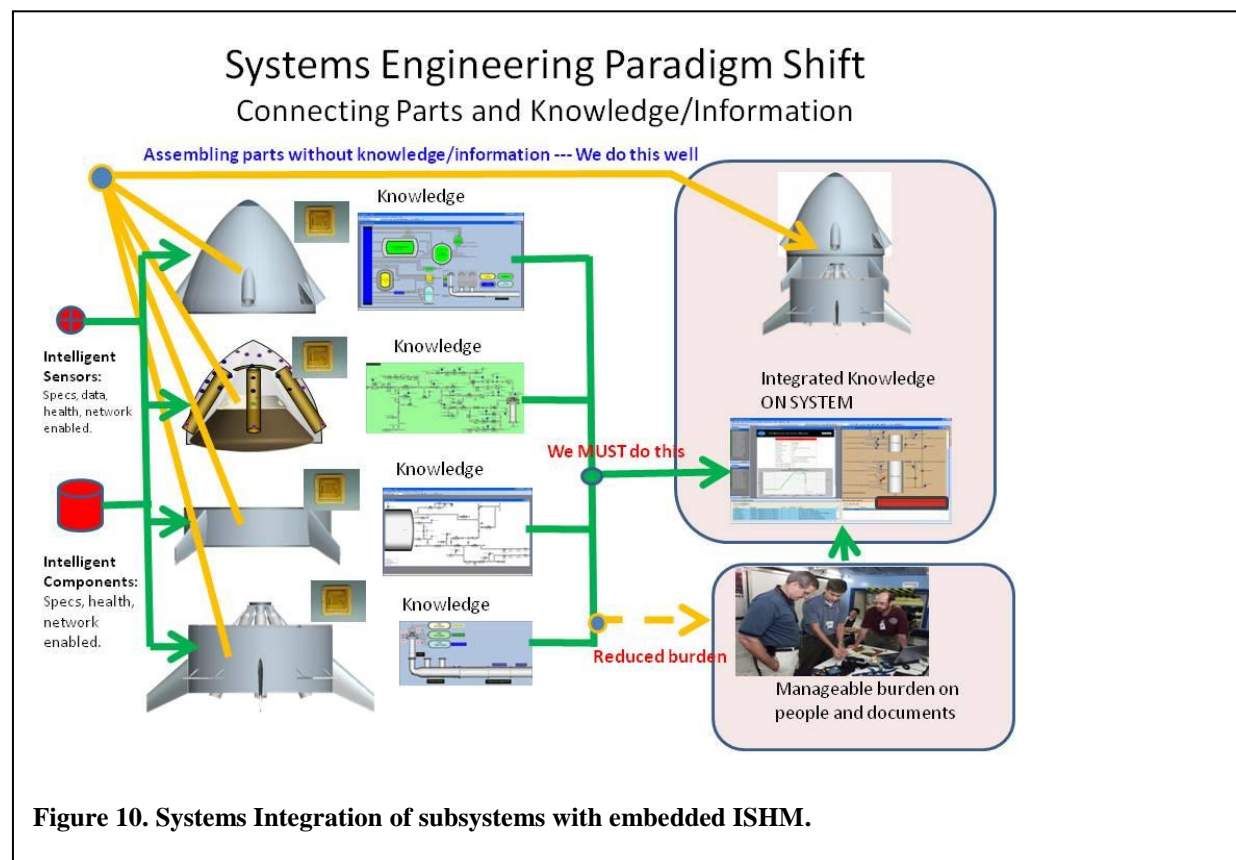 Systems Engineering Paradigm Shift
Connecting Parts and Knowledge/Information
Assembling parts without knowledge/information --- We do this well
Knowledge
Knowledge
Intelligent
Sensors:
Specs, data,
health, network
enabled.
Integrated Knowledge
ON SYSTEM
We MUST do this
Knowledge
Intelligent
Components:
Specs, health,
network
enabled.
Knowledge
Reduced burden
Manageable burden on
people and documents
Figure 10. Systems Integration of subsystems with embedded ISHM.